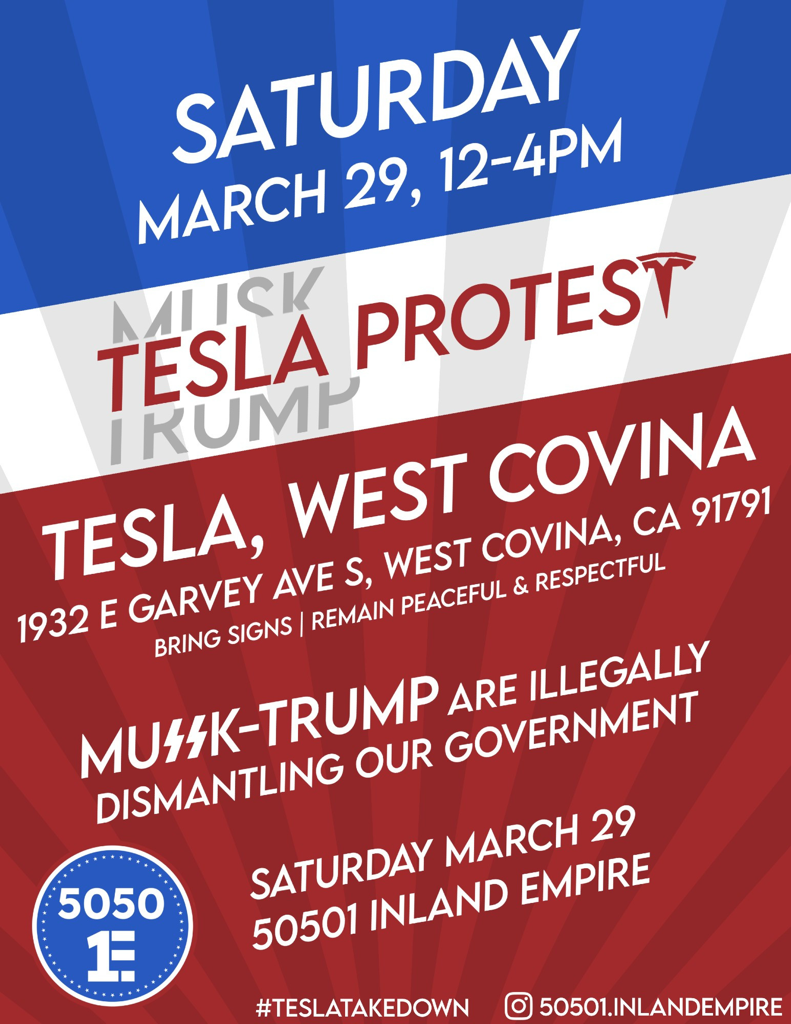 SATURDAY
MARCH 29, 12-4PM
MUSK
TESLA PROTEST
TRUMP
TESLA, WEST COVINA
1932 E GARVEY AVE S, WEST COVINA, CA 91791
BRING SIGNS | REMAIN PEACEFUL & RESPECTFUL
MUϟϟK-TRUMP ARE ILLEGALLY
DISMANTLING OUR GOVERNMENT
SATURDAY MARCH 29
50501 INLAND EMPIRE
5050
1E
#TESLATAKEDOWN
50501.INLANDEMPIRE